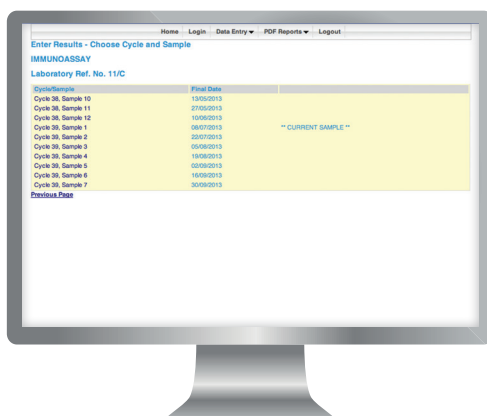 Home Login Data Entry PDF Reports Logout
Enter Results - Choose Cycle and Sample
IMMUNOASSAY
Laboratory Ref. No. 11/C
Cycle/Sample Final Date
Cycle 38, Sample 10 13/05/2013
Cycle 38, Sample 11 27/05/2013
Cycle 38, Sample 12 10/06/2013
Cycle 39, Sample 1 08/07/2013 ** CURRENT SAMPLE **
Cycle 39, Sample 2 22/07/2013
Cycle 39, Sample 3 05/08/2013
Cycle 39, Sample 4 19/08/2013
Cycle 39, Sample 5 02/09/2013
Cycle 39, Sample 6 16/09/2013
Cycle 39, Sample 7 30/09/2013
Previous Page